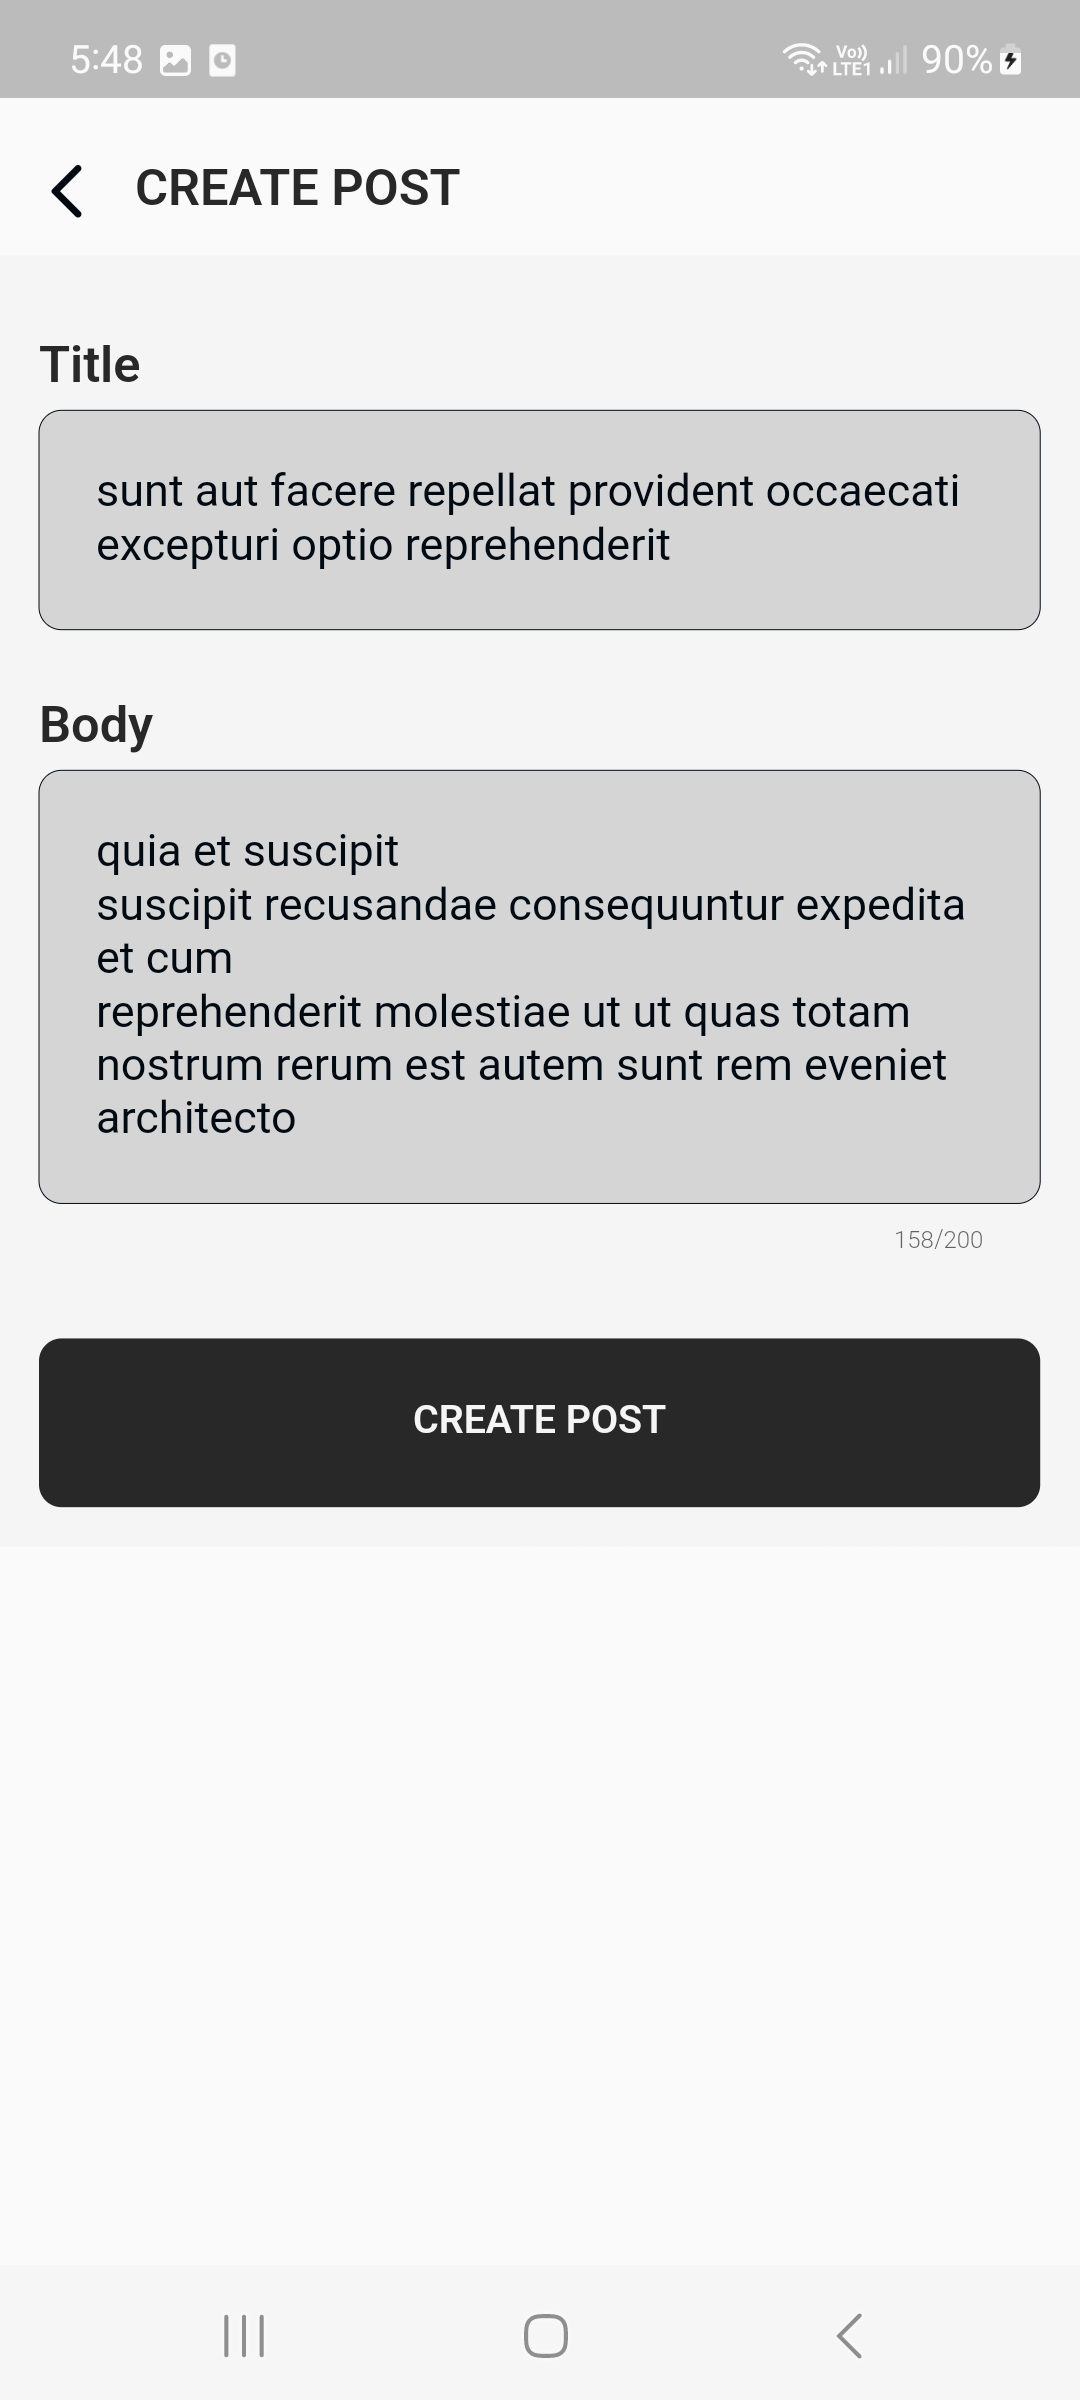 5:48
Vo)) LTE1 90%
CREATE POST
Title
sunt aut facere repellat provident occaecati
excepturi optio reprehenderit
Body
quia et suscipit
suscipit recusandae consequuntur expedita
et cum
reprehenderit molestiae ut ut quas totam
nostrum rerum est autem sunt rem eveniet
architecto
158/200
CREATE POST